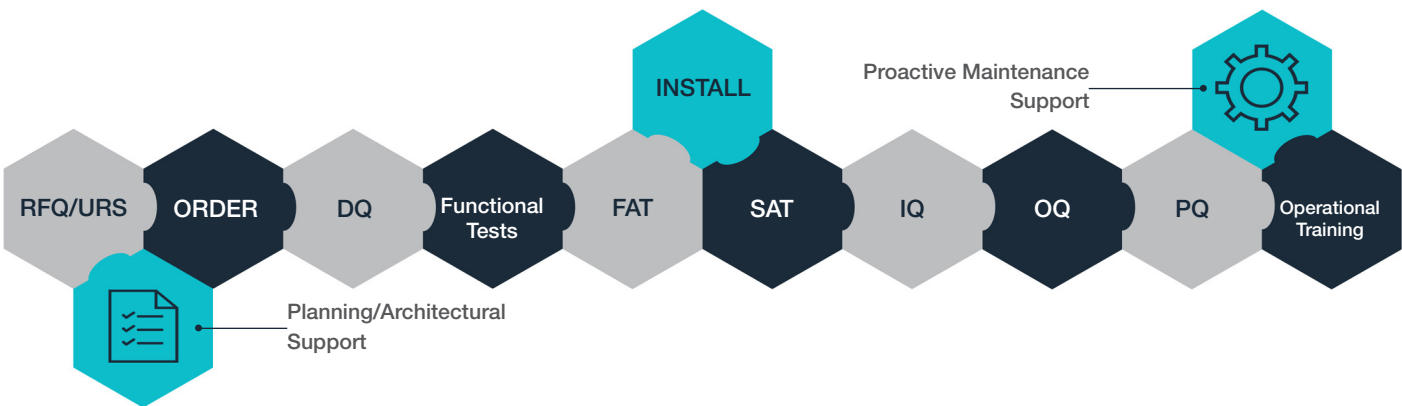 INSTALL
Proactive Maintenance
Support
RFQ/URS
ORDER
DQ
Functional
Tests
FAT
SAT
IQ
OQ
PQ
Operational
Training
Planning/Architectural
Support